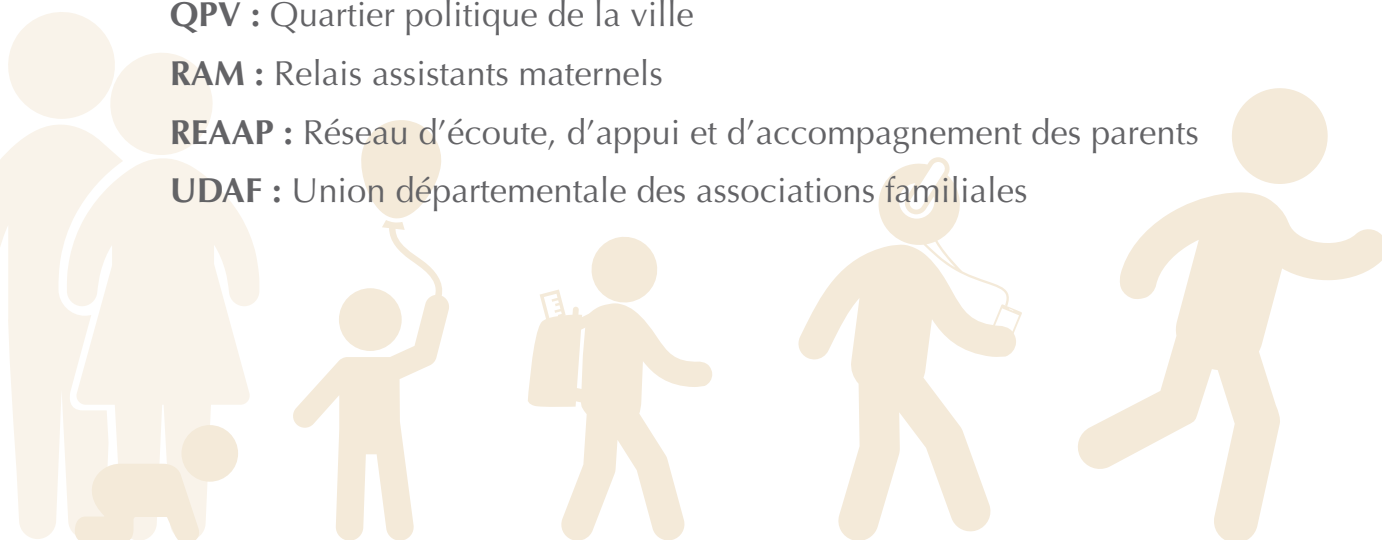 QPV : Quartier politique de la ville
RAM : Relais assistants maternels
REAAP : Réseau d’écoute, d’appui et d’accompagnement des parents
UDAF : Union départementale des associations familiales